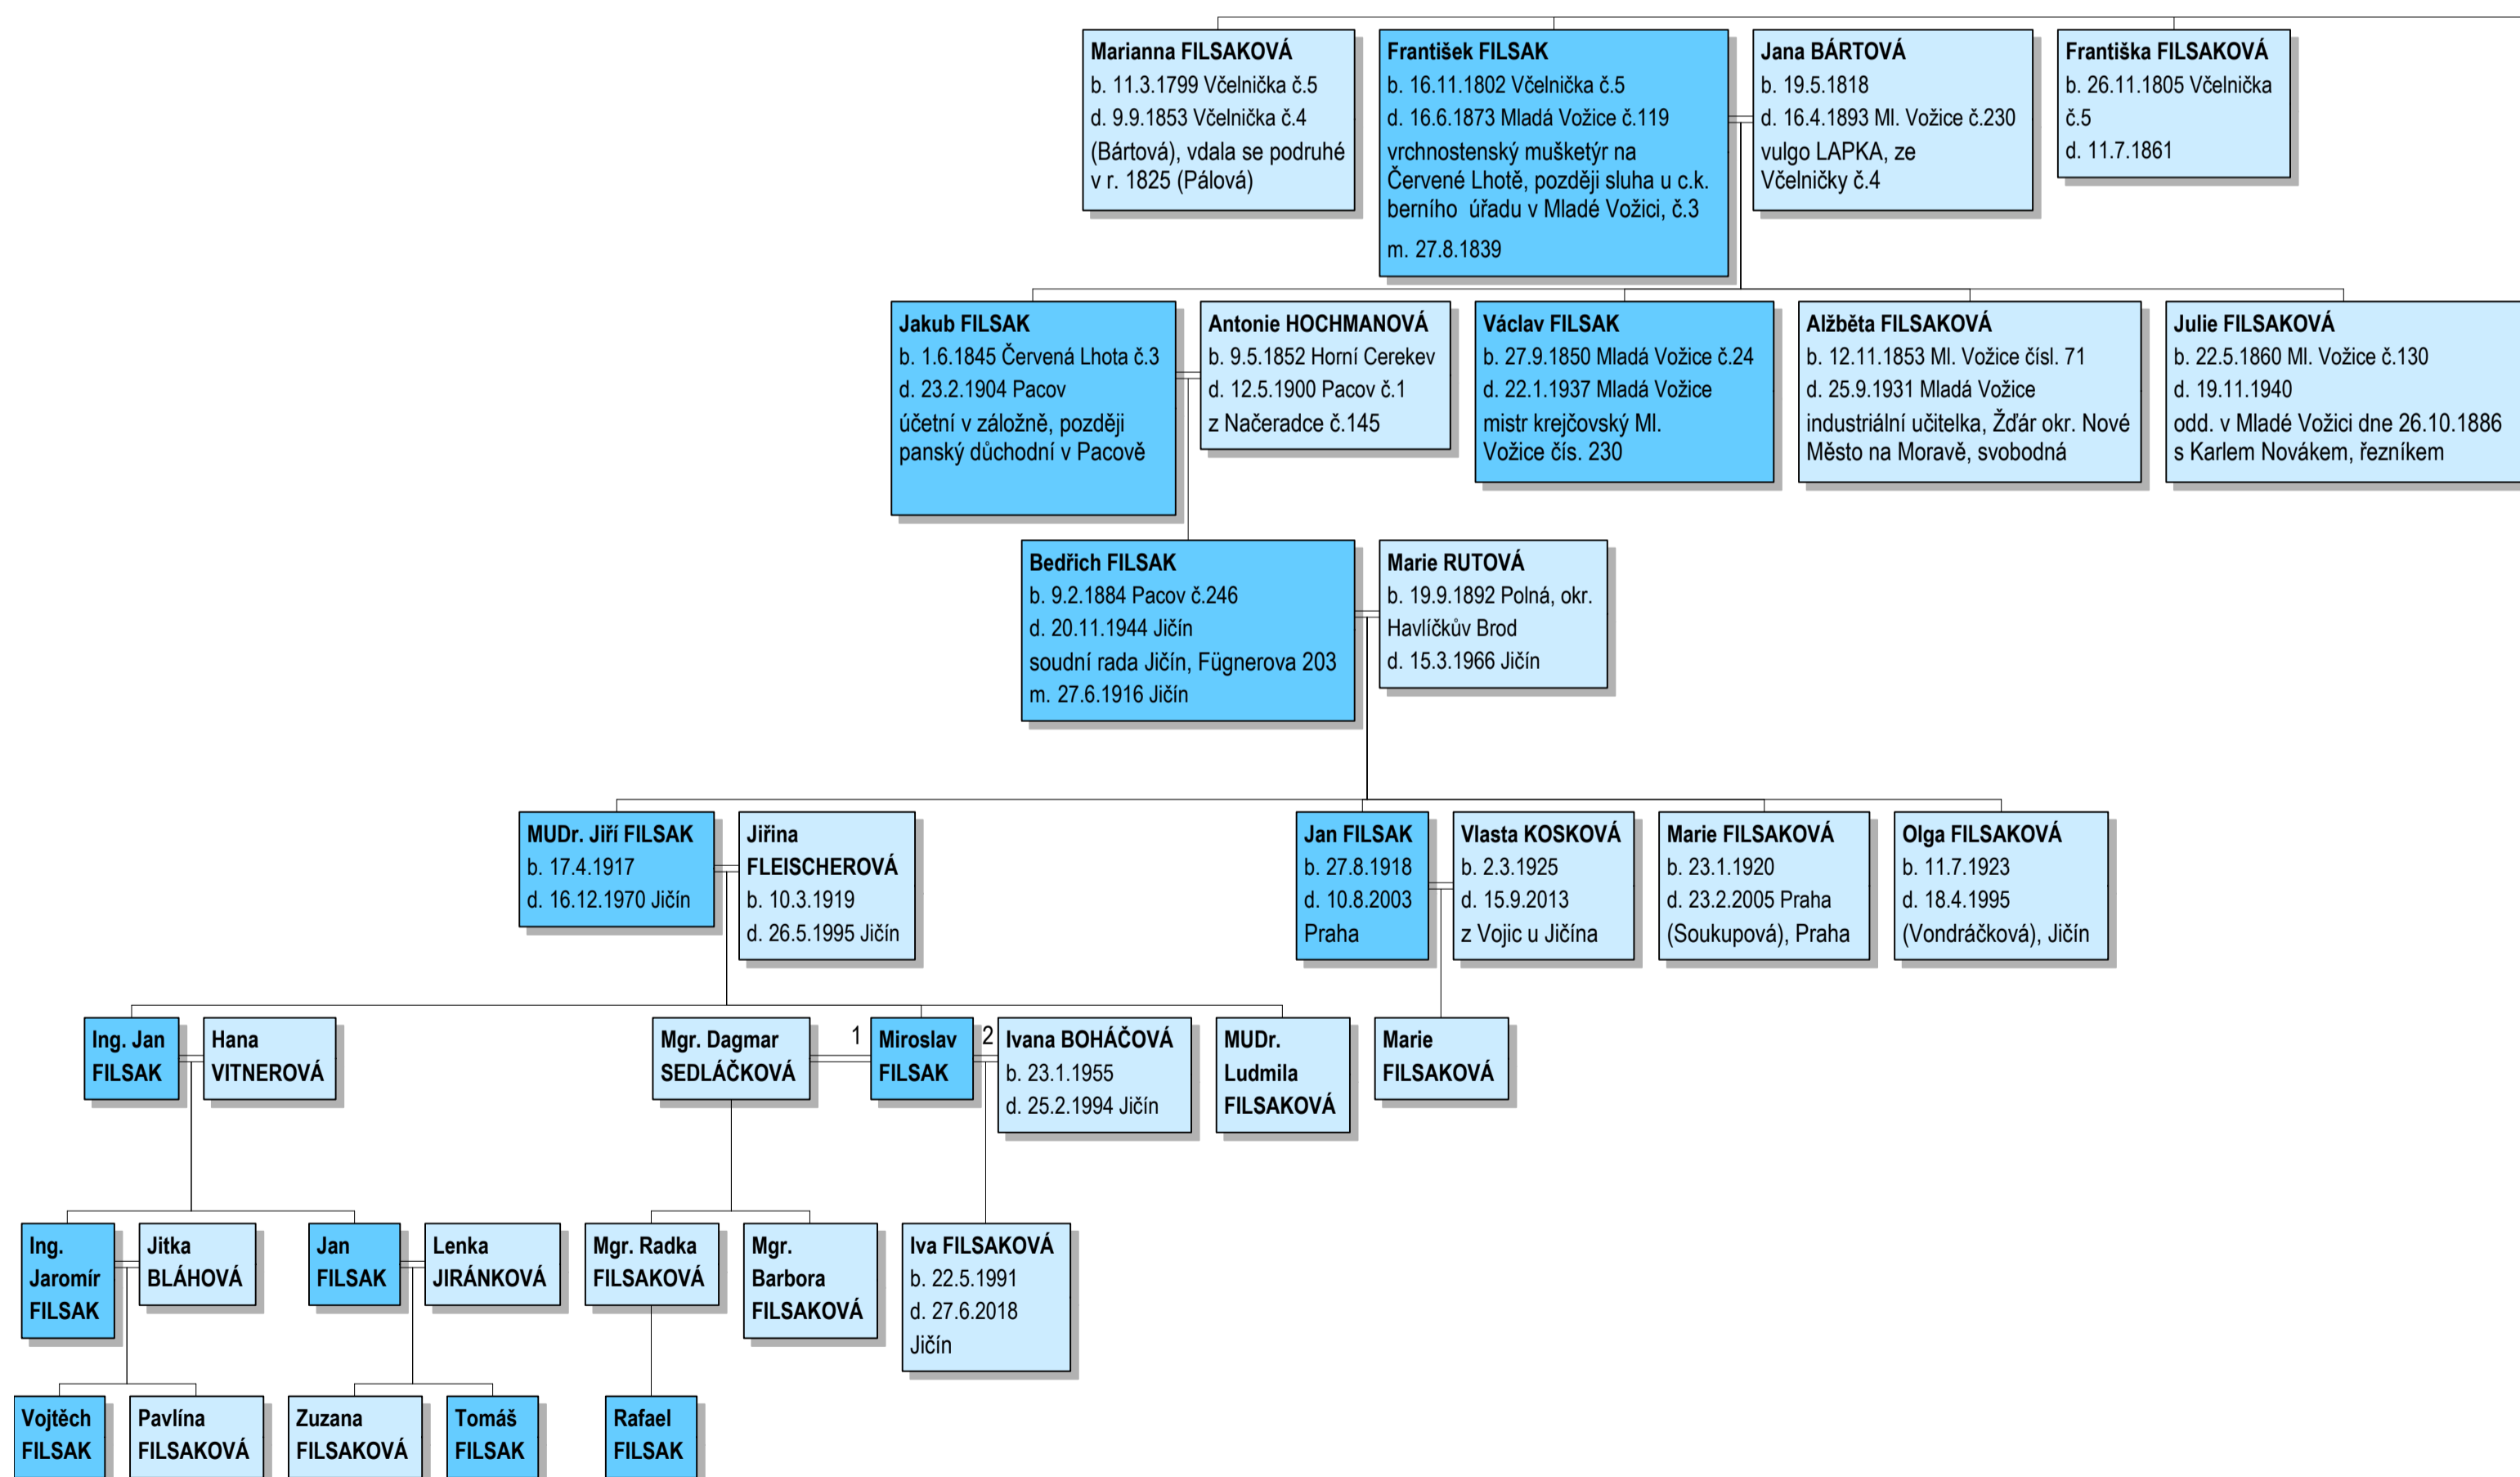 Marianna FILSAKOVÁ
b. 11.3.1799 Včelnička č.5
d. 9.9.1853 Včelnička č.4
(Bártová), vdala se podruhé
v r. 1825 (Pálová)
František FILSAK
b. 16.11.1802 Včelnička č.5
d. 16.6.1873 Mladá Vožice č.119
vrchnostenský mušketýr na
Červené Lhotě, později sluha u c.k.
berního úřadu v Mladé Vožici, č.3
m. 27.8.1839
Jana BÁRTOVÁ
b. 19.5.1818
d. 16.4.1893 Ml. Vožice č.230
vulgo LAPKA, ze
Včelničky č.4
Františka FILSAKOVÁ
b. 26.11.1805 Včelnička
č.5
d. 11.7.1861
Jakub FILSAK
b. 1.6.1845 Červená Lhota č.3
d. 23.2.1904 Pacov
účetní v záložně, později
panský důchodní v Pacově
Antonie HOCHMANOVÁ
b. 9.5.1852 Horní Cerekev
d. 12.5.1900 Pacov č.1
z Načeradce č.145
Václav FILSAK
b. 27.9.1850 Mladá Vožice č.24
d. 22.1.1937 Mladá Vožice
mistr krejčovský Ml.
Vožice čís. 230
Alžběta FILSAKOVÁ
b. 12.11.1853 Ml. Vožice čísl. 71
d. 25.9.1931 Mladá Vožice
industriální učitelka, Žďár okr. Nové
Město na Moravě, svobodná
Julie FILSAKOVÁ
b. 22.5.1860 Ml. Vožice č.130
d. 19.11.1940
odd. v Mladé Vožici dne 26.10.1886
s Karlem Novákem, řezníkem
Bedřich FILSAK
b. 9.2.1884 Pacov č.246
d. 20.11.1944 Jičín
soudní rada Jičín, Fügnerova 203
m. 27.6.1916 Jičín
Marie RUTOVÁ
b. 19.9.1892 Polná, okr.
Havlíčkův Brod
d. 15.3.1966 Jičín
MUDr. Jiří FILSAK
b. 17.4.1917
d. 16.12.1970 Jičín
Jiřina
FLEISCHEROVÁ
b. 10.3.1919
d. 26.5.1995 Jičín
Jan FILSAK
b. 27.8.1918
d. 10.8.2003
Praha
Vlasta KOSKOVÁ
b. 2.3.1925
d. 15.9.2013
z Vojic u Jičína
Marie FILSAKOVÁ
b. 23.1.1920
d. 23.2.2005 Praha
(Soukupová), Praha
Olga FILSAKOVÁ
b. 11.7.1923
d. 18.4.1995
(Vondráčková), Jičín
Ing. Jan
FILSAK
Hana
VITNEROVÁ
Mgr. Dagmar
SEDLÁČKOVÁ
1
Miroslav
FILSAK
2
Ivana BOHÁČOVÁ
b. 23.1.1955
d. 25.2.1994 Jičín
MUDr.
Ludmila
FILSAKOVÁ
Marie
FILSAKOVÁ
Ing.
Jaromír
FILSAK
Jitka
BLÁHOVÁ
Jan
FILSAK
Lenka
JIRÁNKOVÁ
Mgr. Radka
FILSAKOVÁ
Mgr.
Barbora
FILSAKOVÁ
Iva FILSAKOVÁ
b. 22.5.1991
d. 27.6.2018
Jičín
Vojtěch
FILSAK
Pavlína
FILSAKOVÁ
Zuzana
FILSAKOVÁ
Tomáš
FILSAK
Rafael
FILSAK